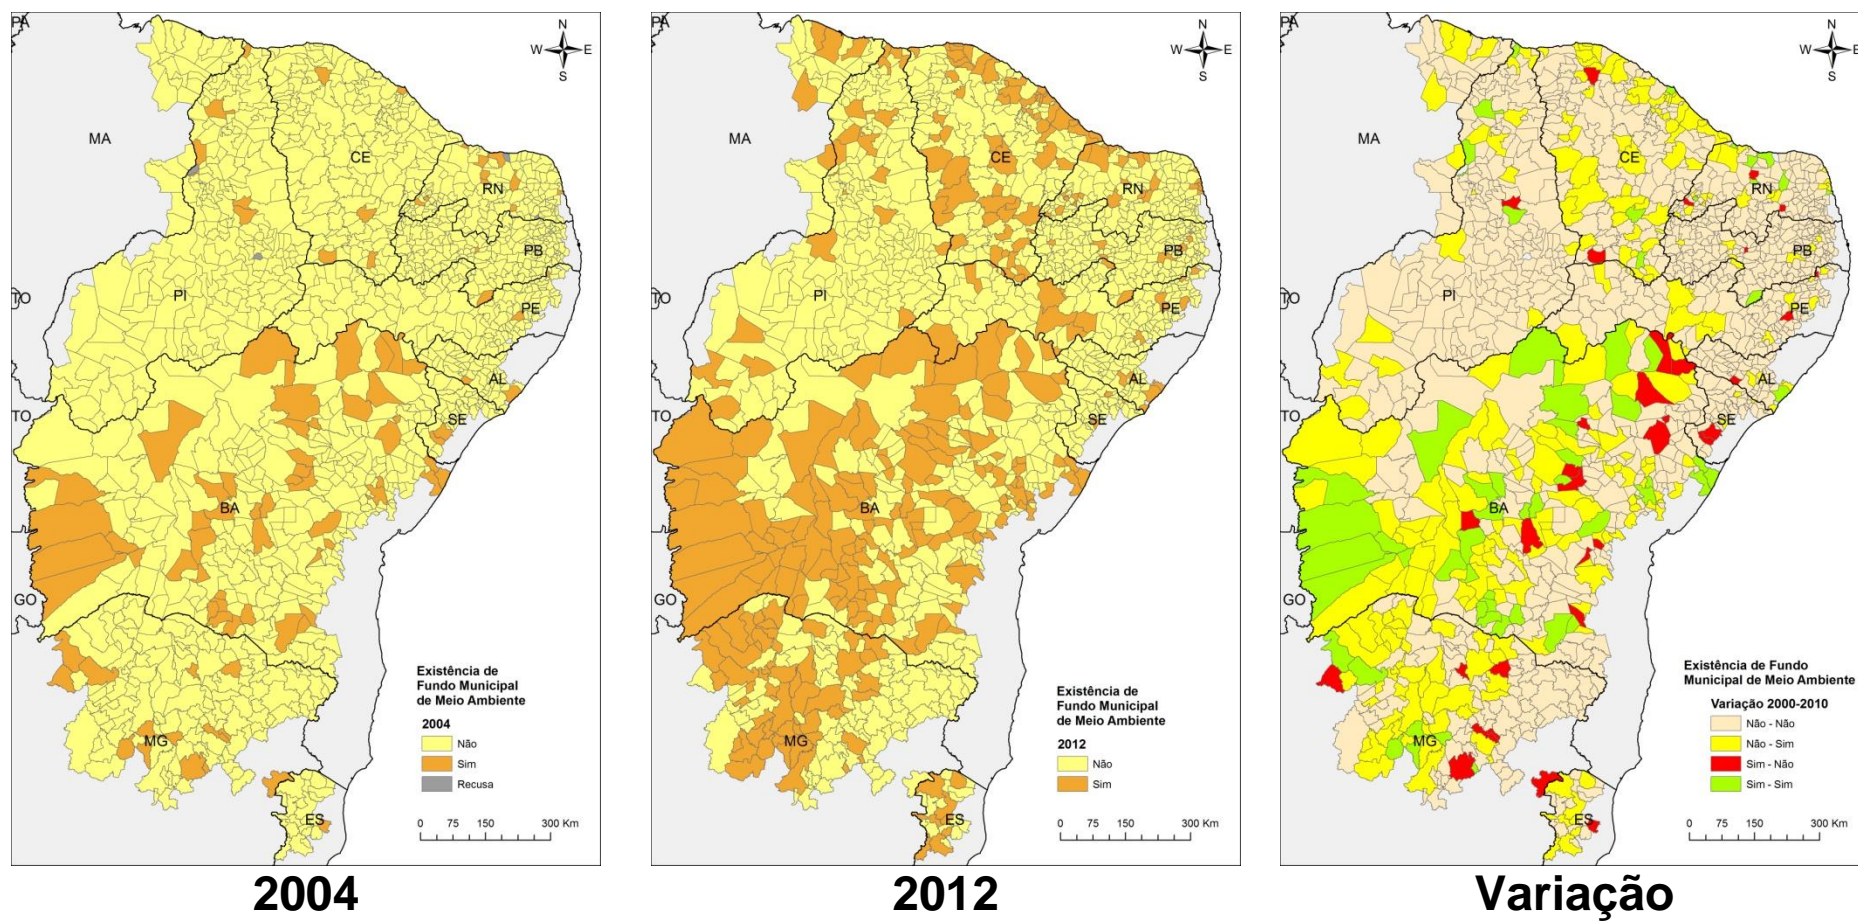 PA
N
W E
S
MA
CE
RN
PB
PE
PI
TO
AL
SE
TO
BA
GO
MG
ES
Existência de
Fundo Municipal
de Meio Ambiente
2004
Não
Sim
Recusa
0 75 150 300 Km
2004
PA
N
W E
S
MA
CE
RN
PB
PE
PI
TO
AL
SE
TO
BA
GO
MG
ES
Existência de
Fundo Municipal
de Meio Ambiente
2012
Não
Sim
0 75 150 300 Km
2012
PA
N
W E
S
MA
CE
RN
PB
PE
PI
TO
AL
SE
TO
BA
GO
MG
ES
Existência de Fundo
Municipal de Meio Ambiente
Variação 2000-2010
Não - Não
Não - Sim
Sim - Não
Sim - Sim
0 75 150 300 Km
Variação